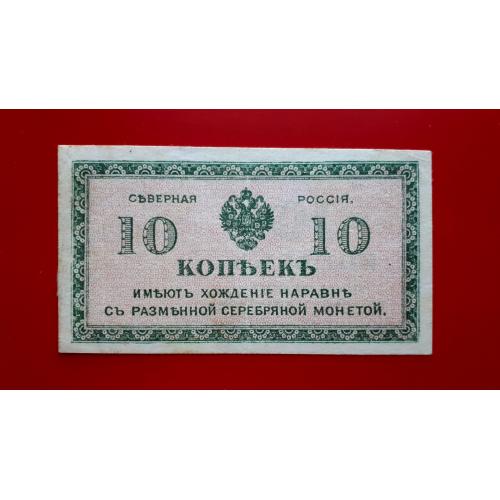 СѢВЕРНАЯ РОССІЯ.
10 10
КОПѢЕКЪ
ИМѢЮТЪ ХОЖДЕНІЕ НАРАВНѢ
СЪ РАЗМѢННОЙ СЕРЕБРЯНОЙ МОНЕТОЙ.